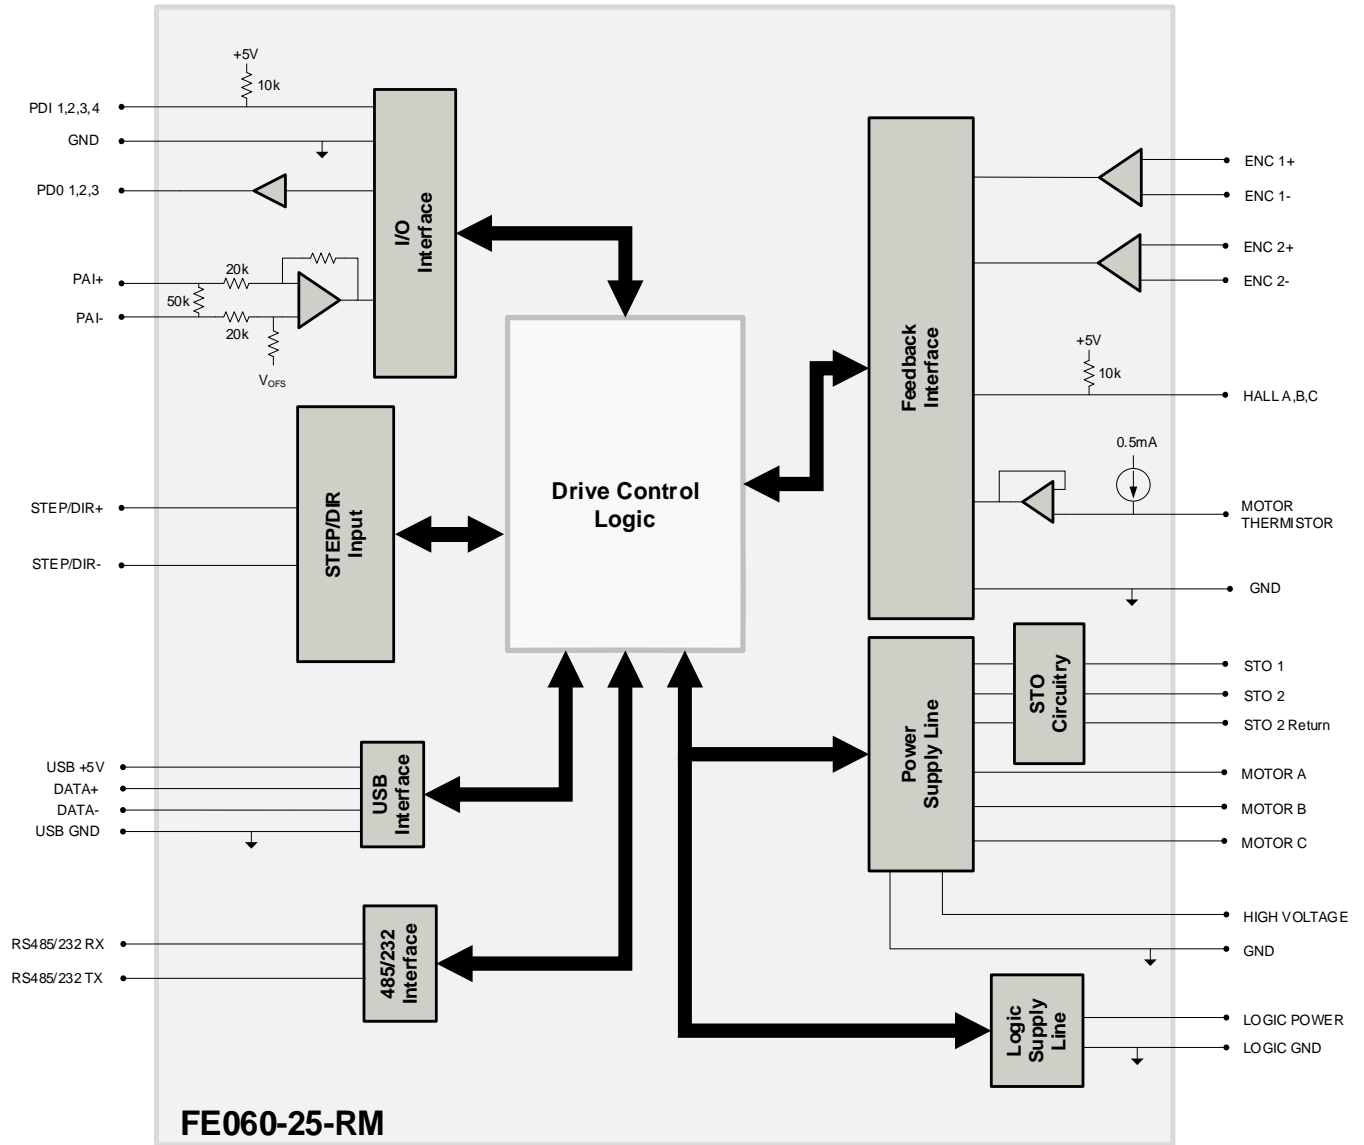 +5V
10k
PDI 1,2,3,4
GND
PD0 1,2,3
PAI+
20k
50k
PAI-
20k
VOFS
I/O
Interface
STEP/DIR+
STEP/DIR-
STEP/DIR
Input
Drive Control
Logic
USB +5V
DATA+
DATA-
USB GND
USB
Interface
RS485/232 RX
RS485/232 TX
485/232
Interface
Feedback
Interface
ENC 1+
ENC 1-
ENC 2+
ENC 2-
+5V
10k
HALL A,B,C
0.5mA
MOTOR
THERMISTOR
GND
Power
Supply Line
STO
Circuitry
STO 1
STO 2
STO 2 Return
MOTOR A
MOTOR B
MOTOR C
HIGH VOLTAGE
GND
Logic
Supply
Line
LOGIC POWER
LOGIC GND
FE060-25-RM